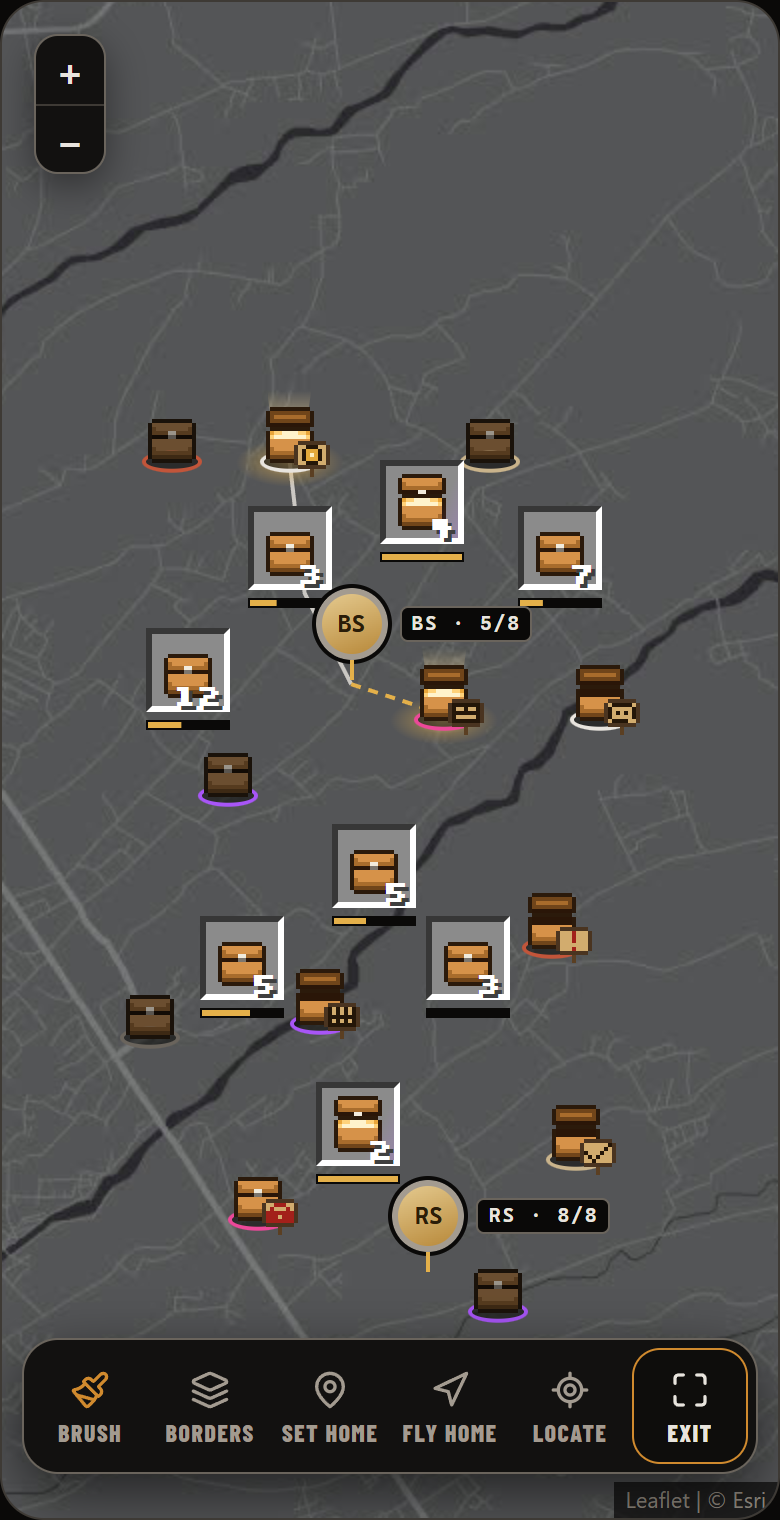 +
−
4
3
7
BS
BS · 5/8
12
5
5
3
2
RS
RS · 8/8
BRUSH
BORDERS
SET HOME
FLY HOME
LOCATE
EXIT
Leaflet | © Esri